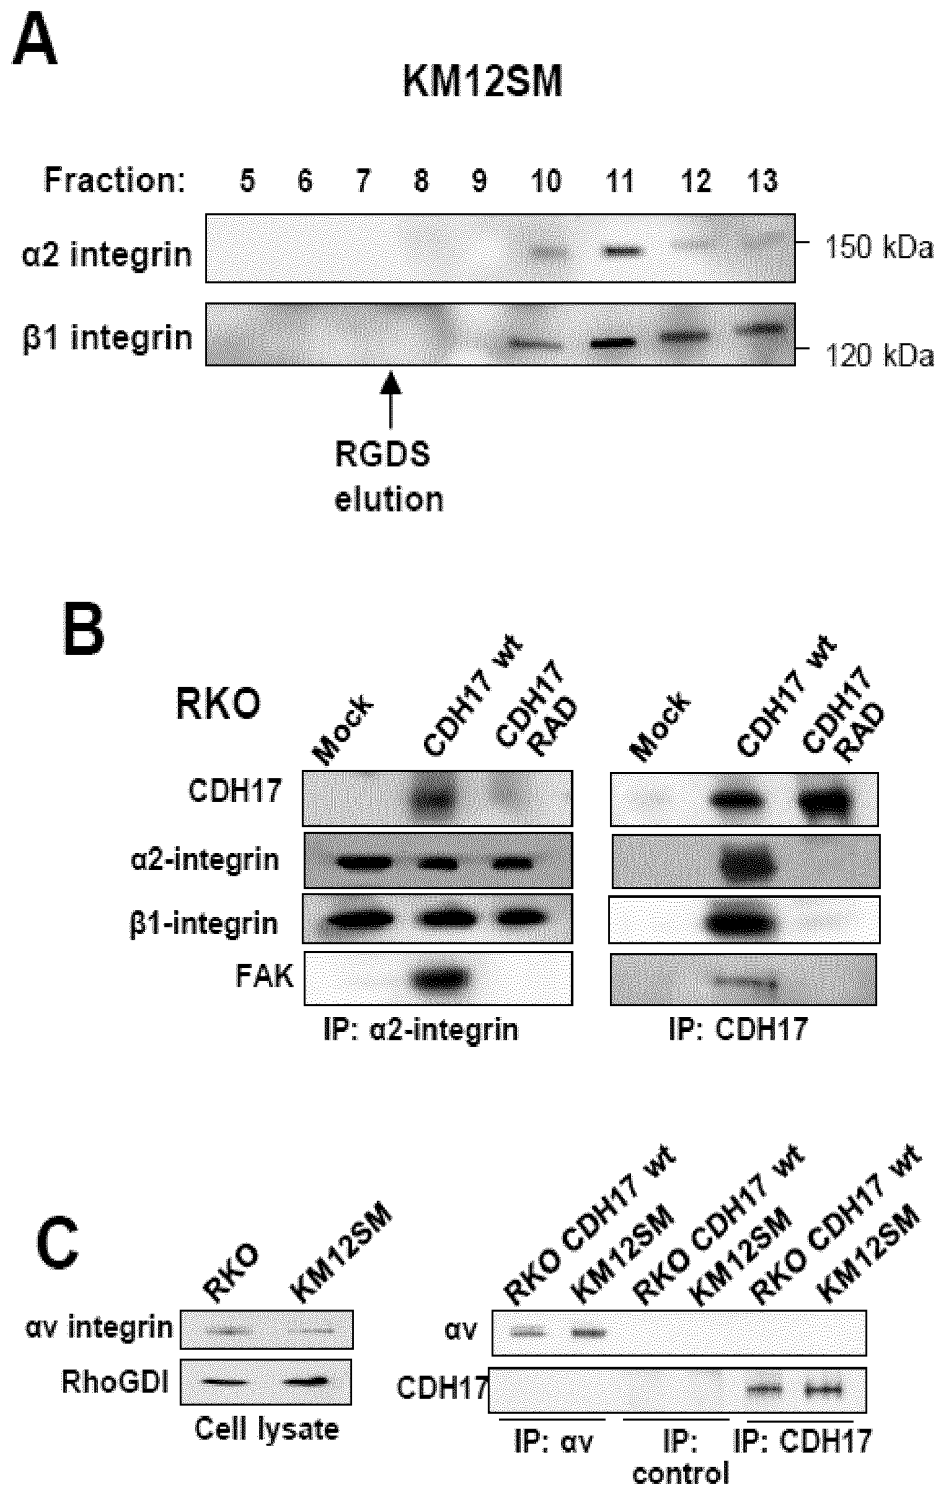 A
KM12SM
Fraction: 5 6 7 8 9 10 11 12 13
α2 integrin
150 kDa
β1 integrin
120 kDa
RGDS
elution
B
RKO
Mock
CDH17 wt
CDH17
RAD
Mock
CDH17 wt
CDH17
RAD
CDH17
α2-integrin
β1-integrin
FAK
IP: α2-integrin
IP: CDH17
C
RKO
KM12SM
RKO CDH17 wt
KM12SM
RKO CDH17 wt
KM12SM
RKO CDH17 wt
KM12SM
αv integrin
RhoGDI
Cell lysate
αv
CDH17
IP: αv
IP:
control
IP: CDH17